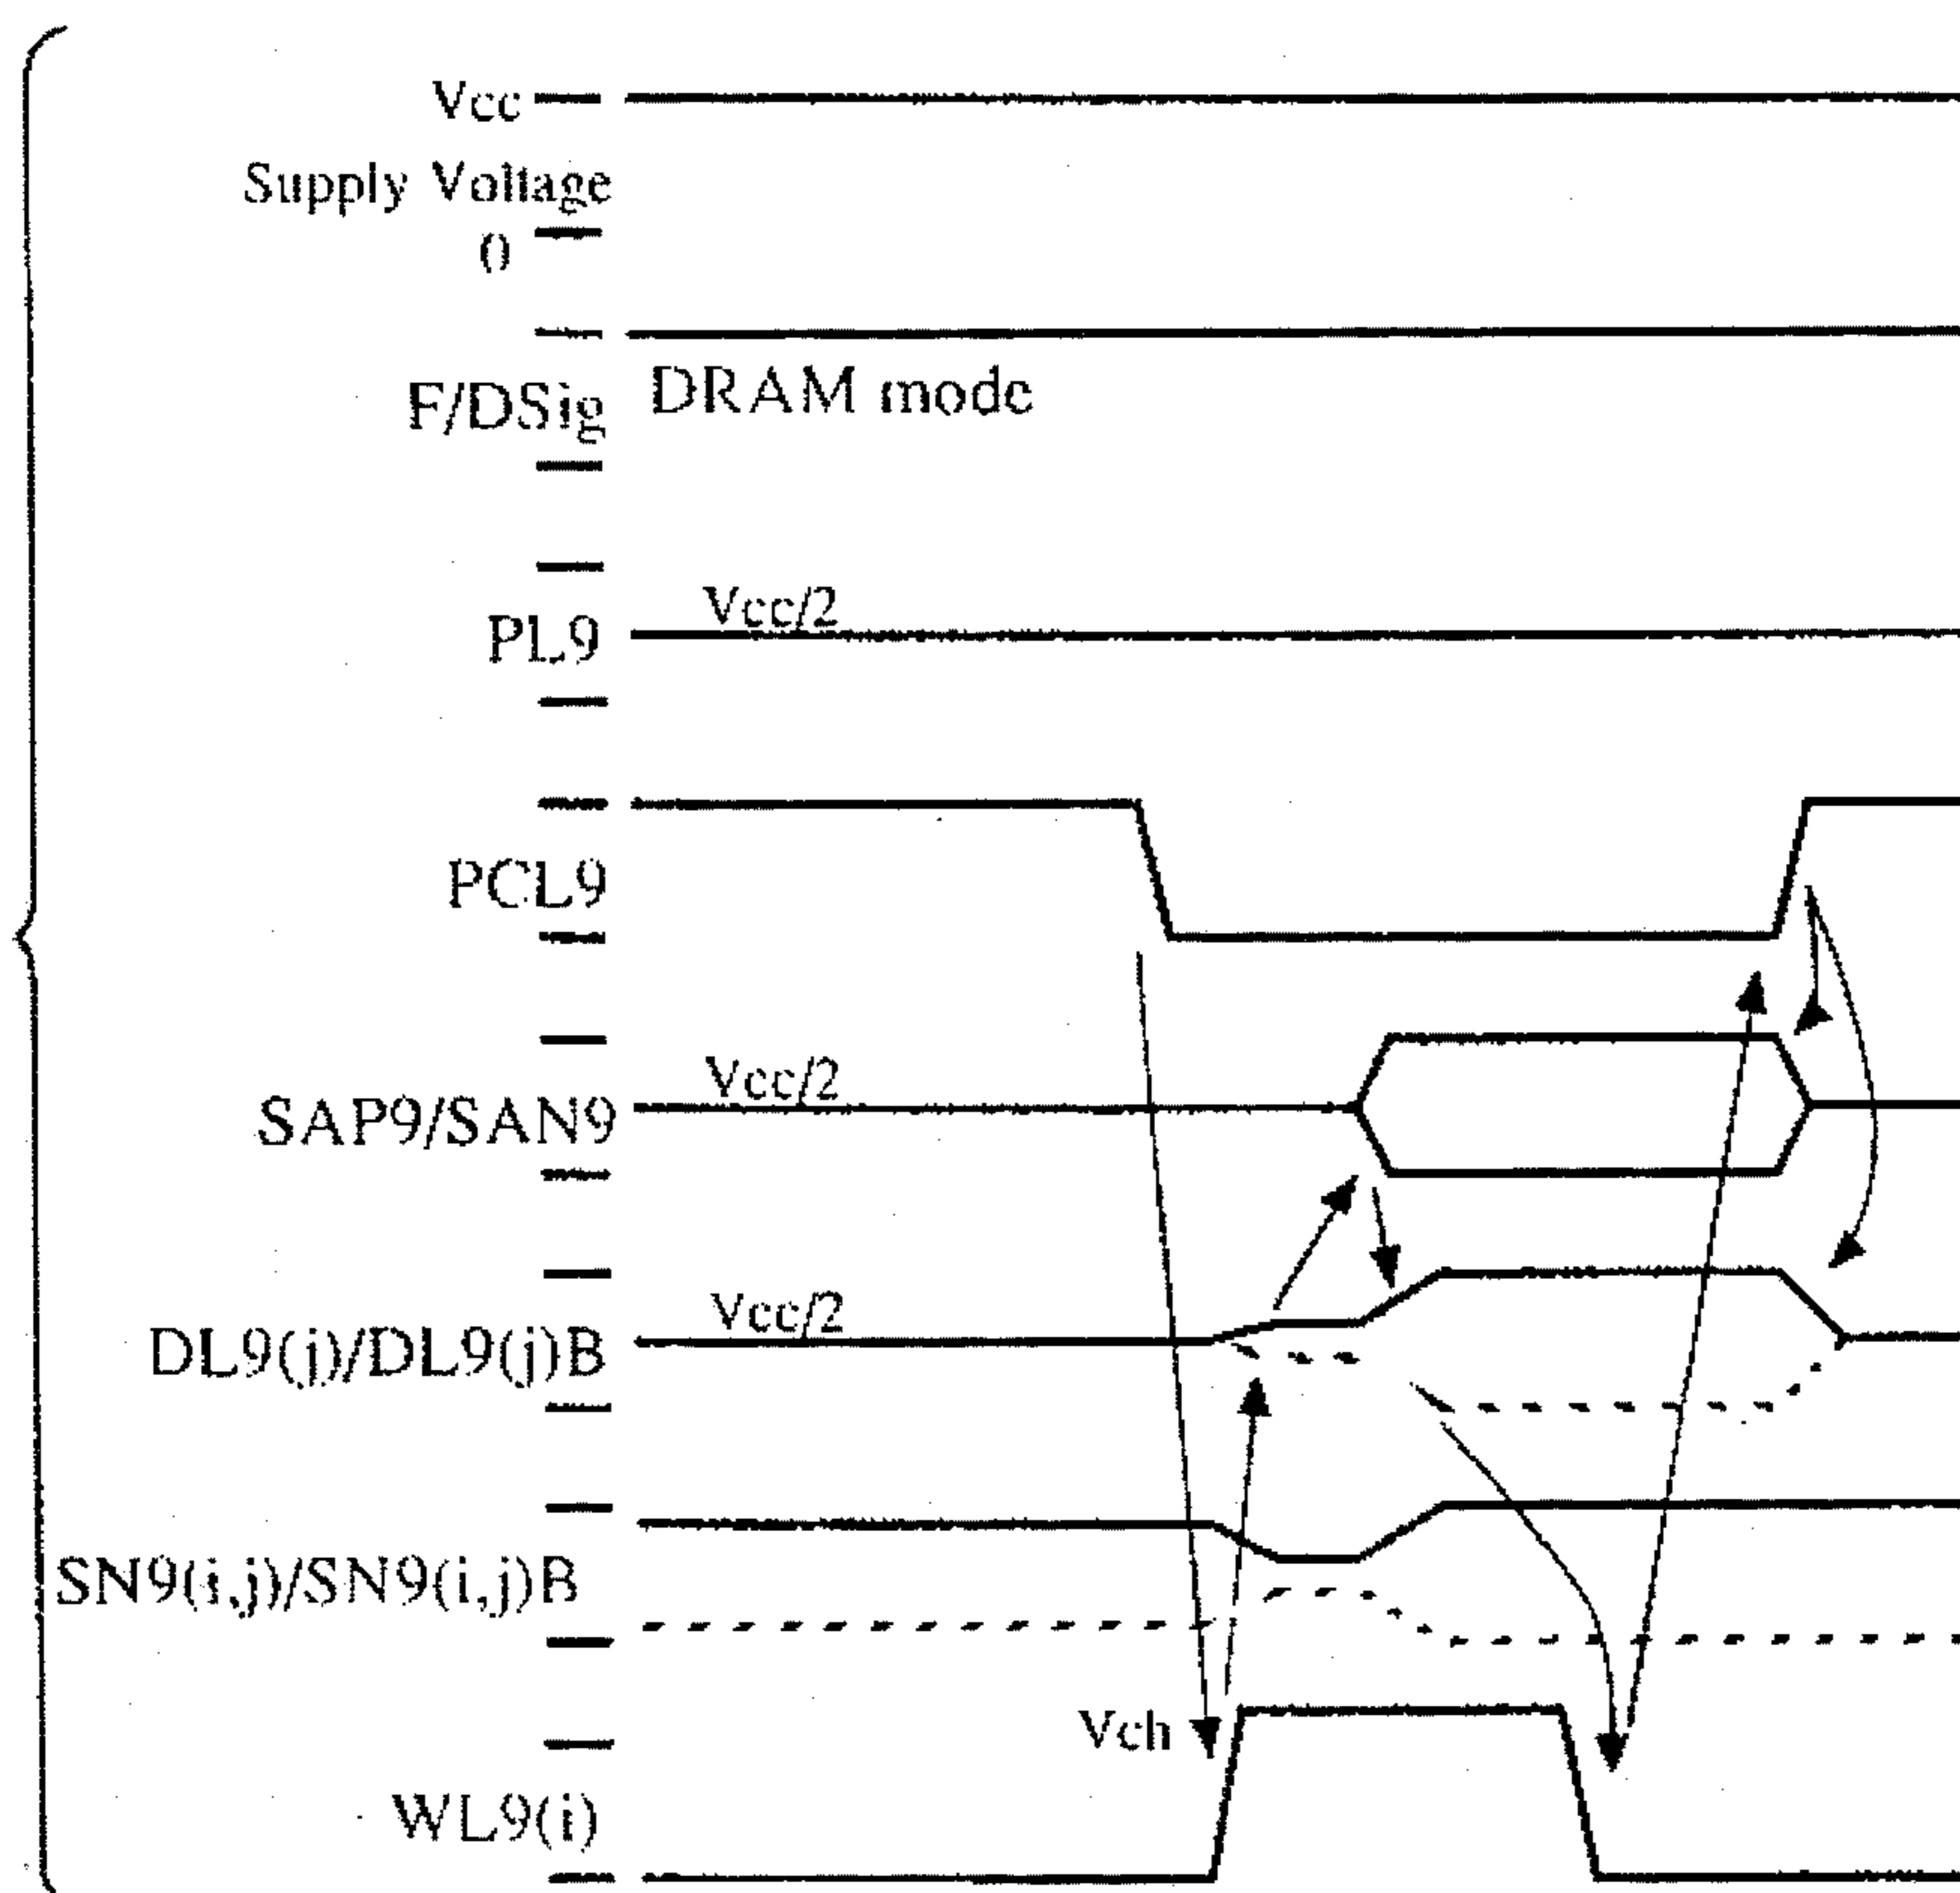 Vcc
Supply Voltage
0
F/DSig
DRAM mode
PL9
Vcc/2
PCL9
SAP9/SAN9
Vcc/2
DL9(j)/DL9(j)B
Vcc/2
SN9(i,j)/SN9(i,j)B
Vch
WL9(i)